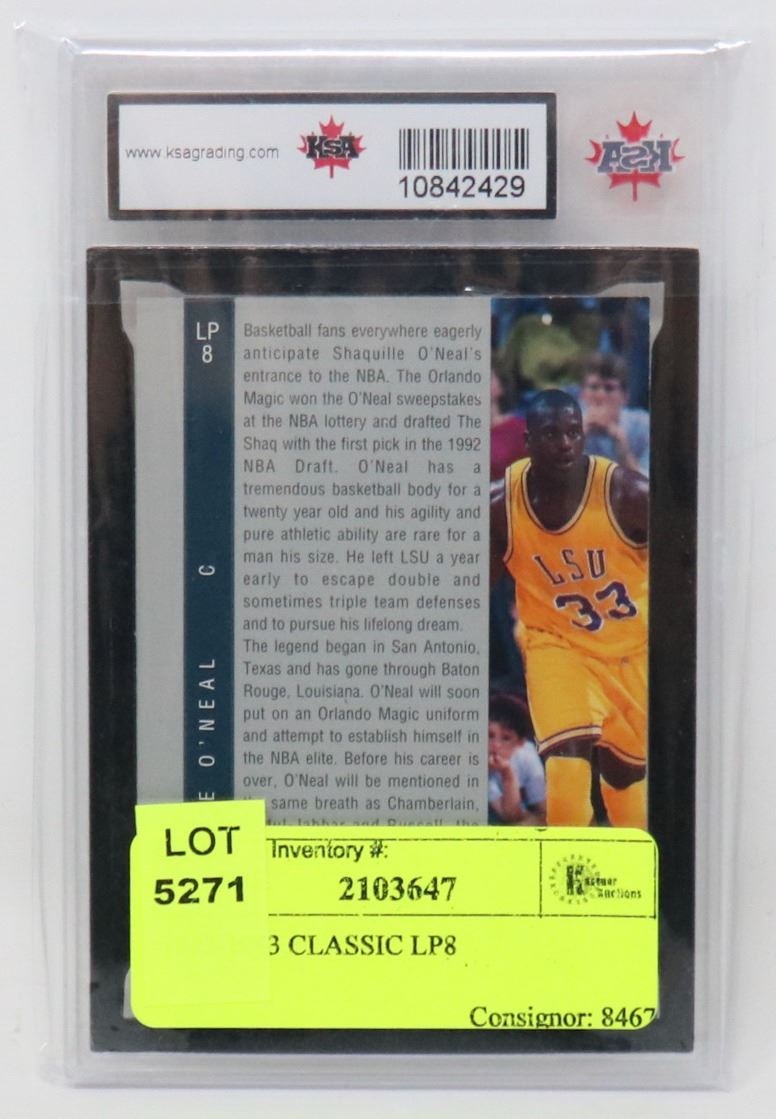 www.ksagrading.com
KSA
10842429
KSA
LP
8
Basketball fans everywhere eagerly
anticipate Shaquille O'Neal's
entrance to the NBA. The Orlando
Magic won the O'Neal sweepstakes
at the NBA lottery and drafted The
Shaq with the first pick in the 1992
NBA Draft. O'Neal has a
tremendous basketball body for a
twenty year old and his agility and
pure athletic ability are rare for a
man his size. He left LSU a year
early to escape double and
sometimes triple team defenses
and to pursue his lifelong dream.
The legend began in San Antonio,
Texas and has gone through Baton
Rouge, Louisiana. O'Neal will soon
put on an Orlando Magic uniform
and attempt to establish himself in
the NBA elite. Before his career is
over, O'Neal will be mentioned in
same breath as Chamberlain,
Jabbar and Russell, the
E O'NEAL C
LSU
33
LOT
5271
Inventory #:
2103647
Auctions
3 CLASSIC LP8
Consignor: 8467